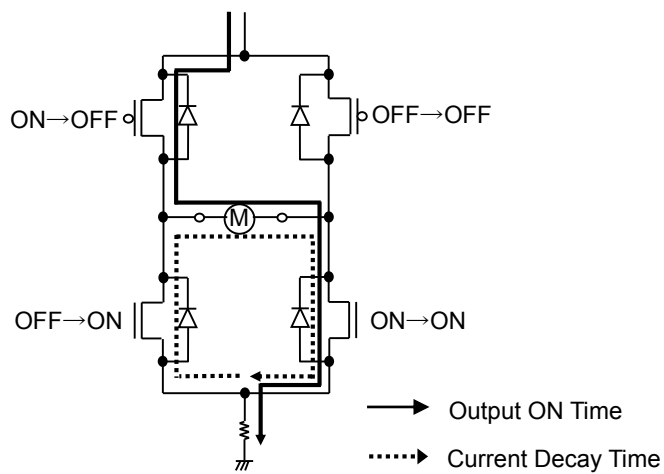 ON→OFF
OFF→OFF
M
OFF→ON
ON→ON
Output ON Time
Current Decay Time